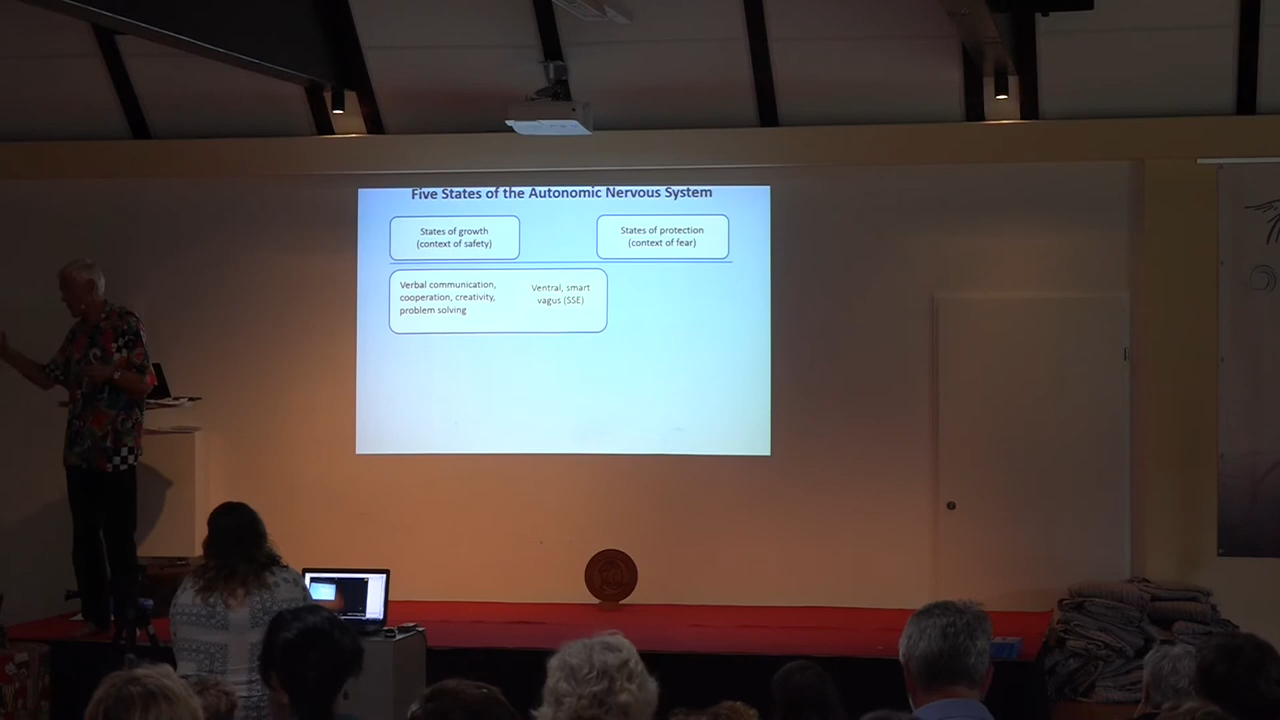 Five States of the Autonomic Nervous System
States of growth
(context of safety)
States of protection
(context of fear)
Verbal communication,
cooperation, creativity,
problem solving
Ventral, smart
vagus (SSE)